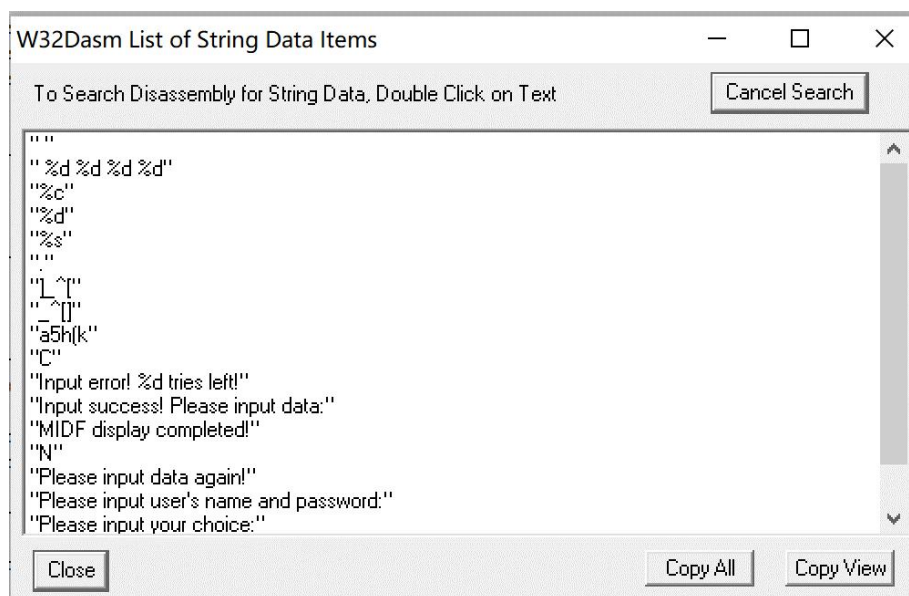 W32Dasm List of String Data Items
To Search Disassembly for String Data, Double Click on Text
Cancel Search
" "
" %d %d %d %d"
"%c"
"%d"
"%s"
"."
"]_^["
"_^[]"
"a5h(k"
"C"
"Input error! %d tries left!"
"Input success! Please input data:"
"MIDF display completed!"
"N"
"Please input data again!"
"Please input user's name and password:"
"Please input your choice:"
Close
Copy All
Copy View